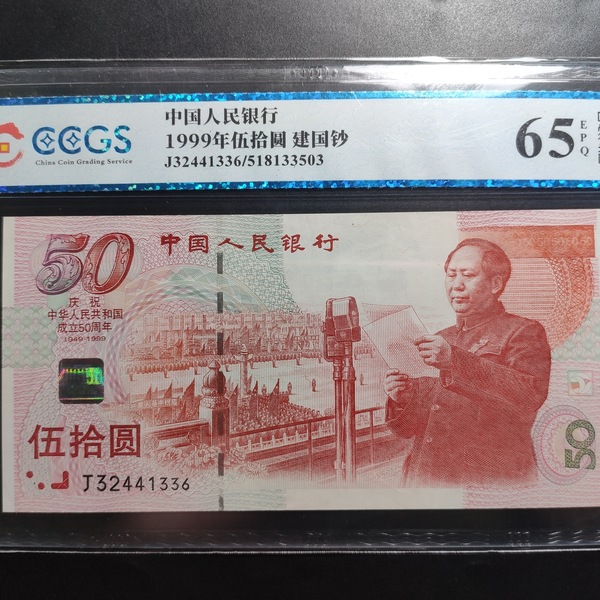 CCGS
China Coin Grading Service
中国人民银行
1999年伍拾圆 建国钞
J32441336/518133503
65
EPQ
50
中国人民银行
庆祝
中华人民共和国
成立50周年
1949-1999
伍拾圆
J32441336
50